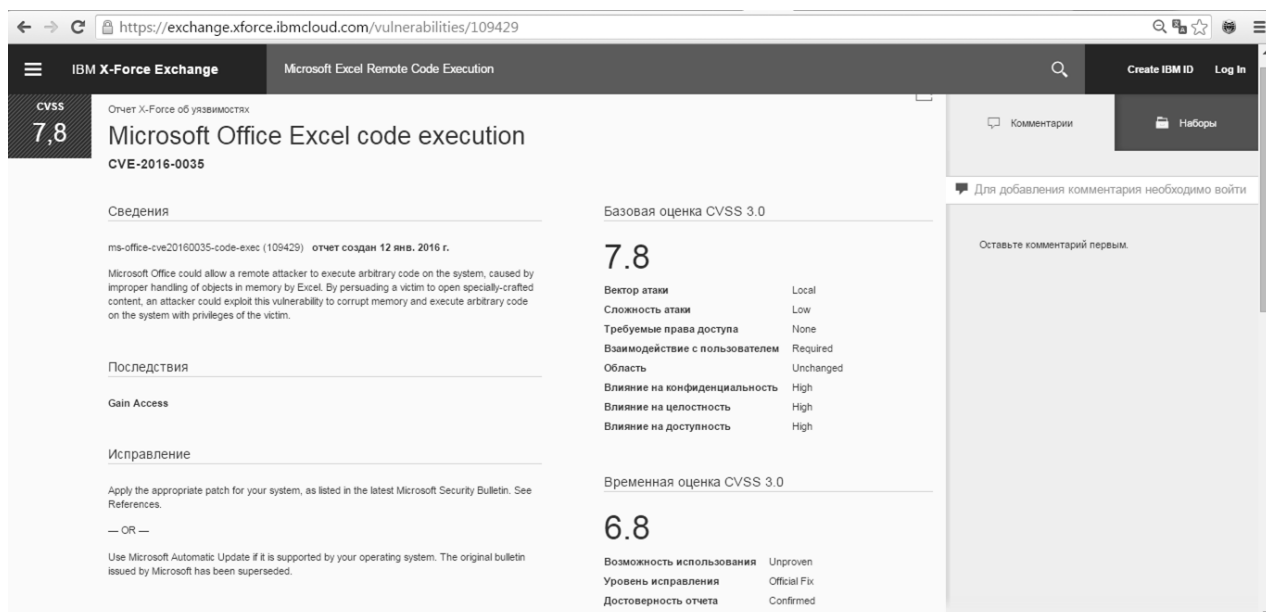 https://exchange.xforce.ibmcloud.com/vulnerabilities/109429
IBM X-Force Exchange
Microsoft Excel Remote Code Execution
Create IBM ID
Log In
CVSS
7,8
Отчет X-Force об уязвимостях
Microsoft Office Excel code execution
CVE-2016-0035
Сведения
ms-office-cve20160035-code-exec (109429) отчет создан 12 янв. 2016 г.
Microsoft Office could allow a remote attacker to execute arbitrary code on the system, caused by
improper handling of objects in memory by Excel. By persuading a victim to open specially-crafted
content, an attacker could exploit this vulnerability to corrupt memory and execute arbitrary code
on the system with privileges of the victim.
Последствия
Gain Access
Исправление
Apply the appropriate patch for your system, as listed in the latest Microsoft Security Bulletin. See
References.
— OR —
Use Microsoft Automatic Update if it is supported by your operating system. The original bulletin
issued by Microsoft has been superseded.
Базовая оценка CVSS 3.0
7.8
Вектор атаки Local
Сложность атаки Low
Требуемые права доступа None
Взаимодействие с пользователем Required
Область Unchanged
Влияние на конфиденциальность High
Влияние на целостность High
Влияние на доступность High
Временная оценка CVSS 3.0
6.8
Возможность использования Unproven
Уровень исправления Official Fix
Достоверность отчета Confirmed
Комментарии
Наборы
Для добавления комментария необходимо войти
Оставьте комментарий первым.